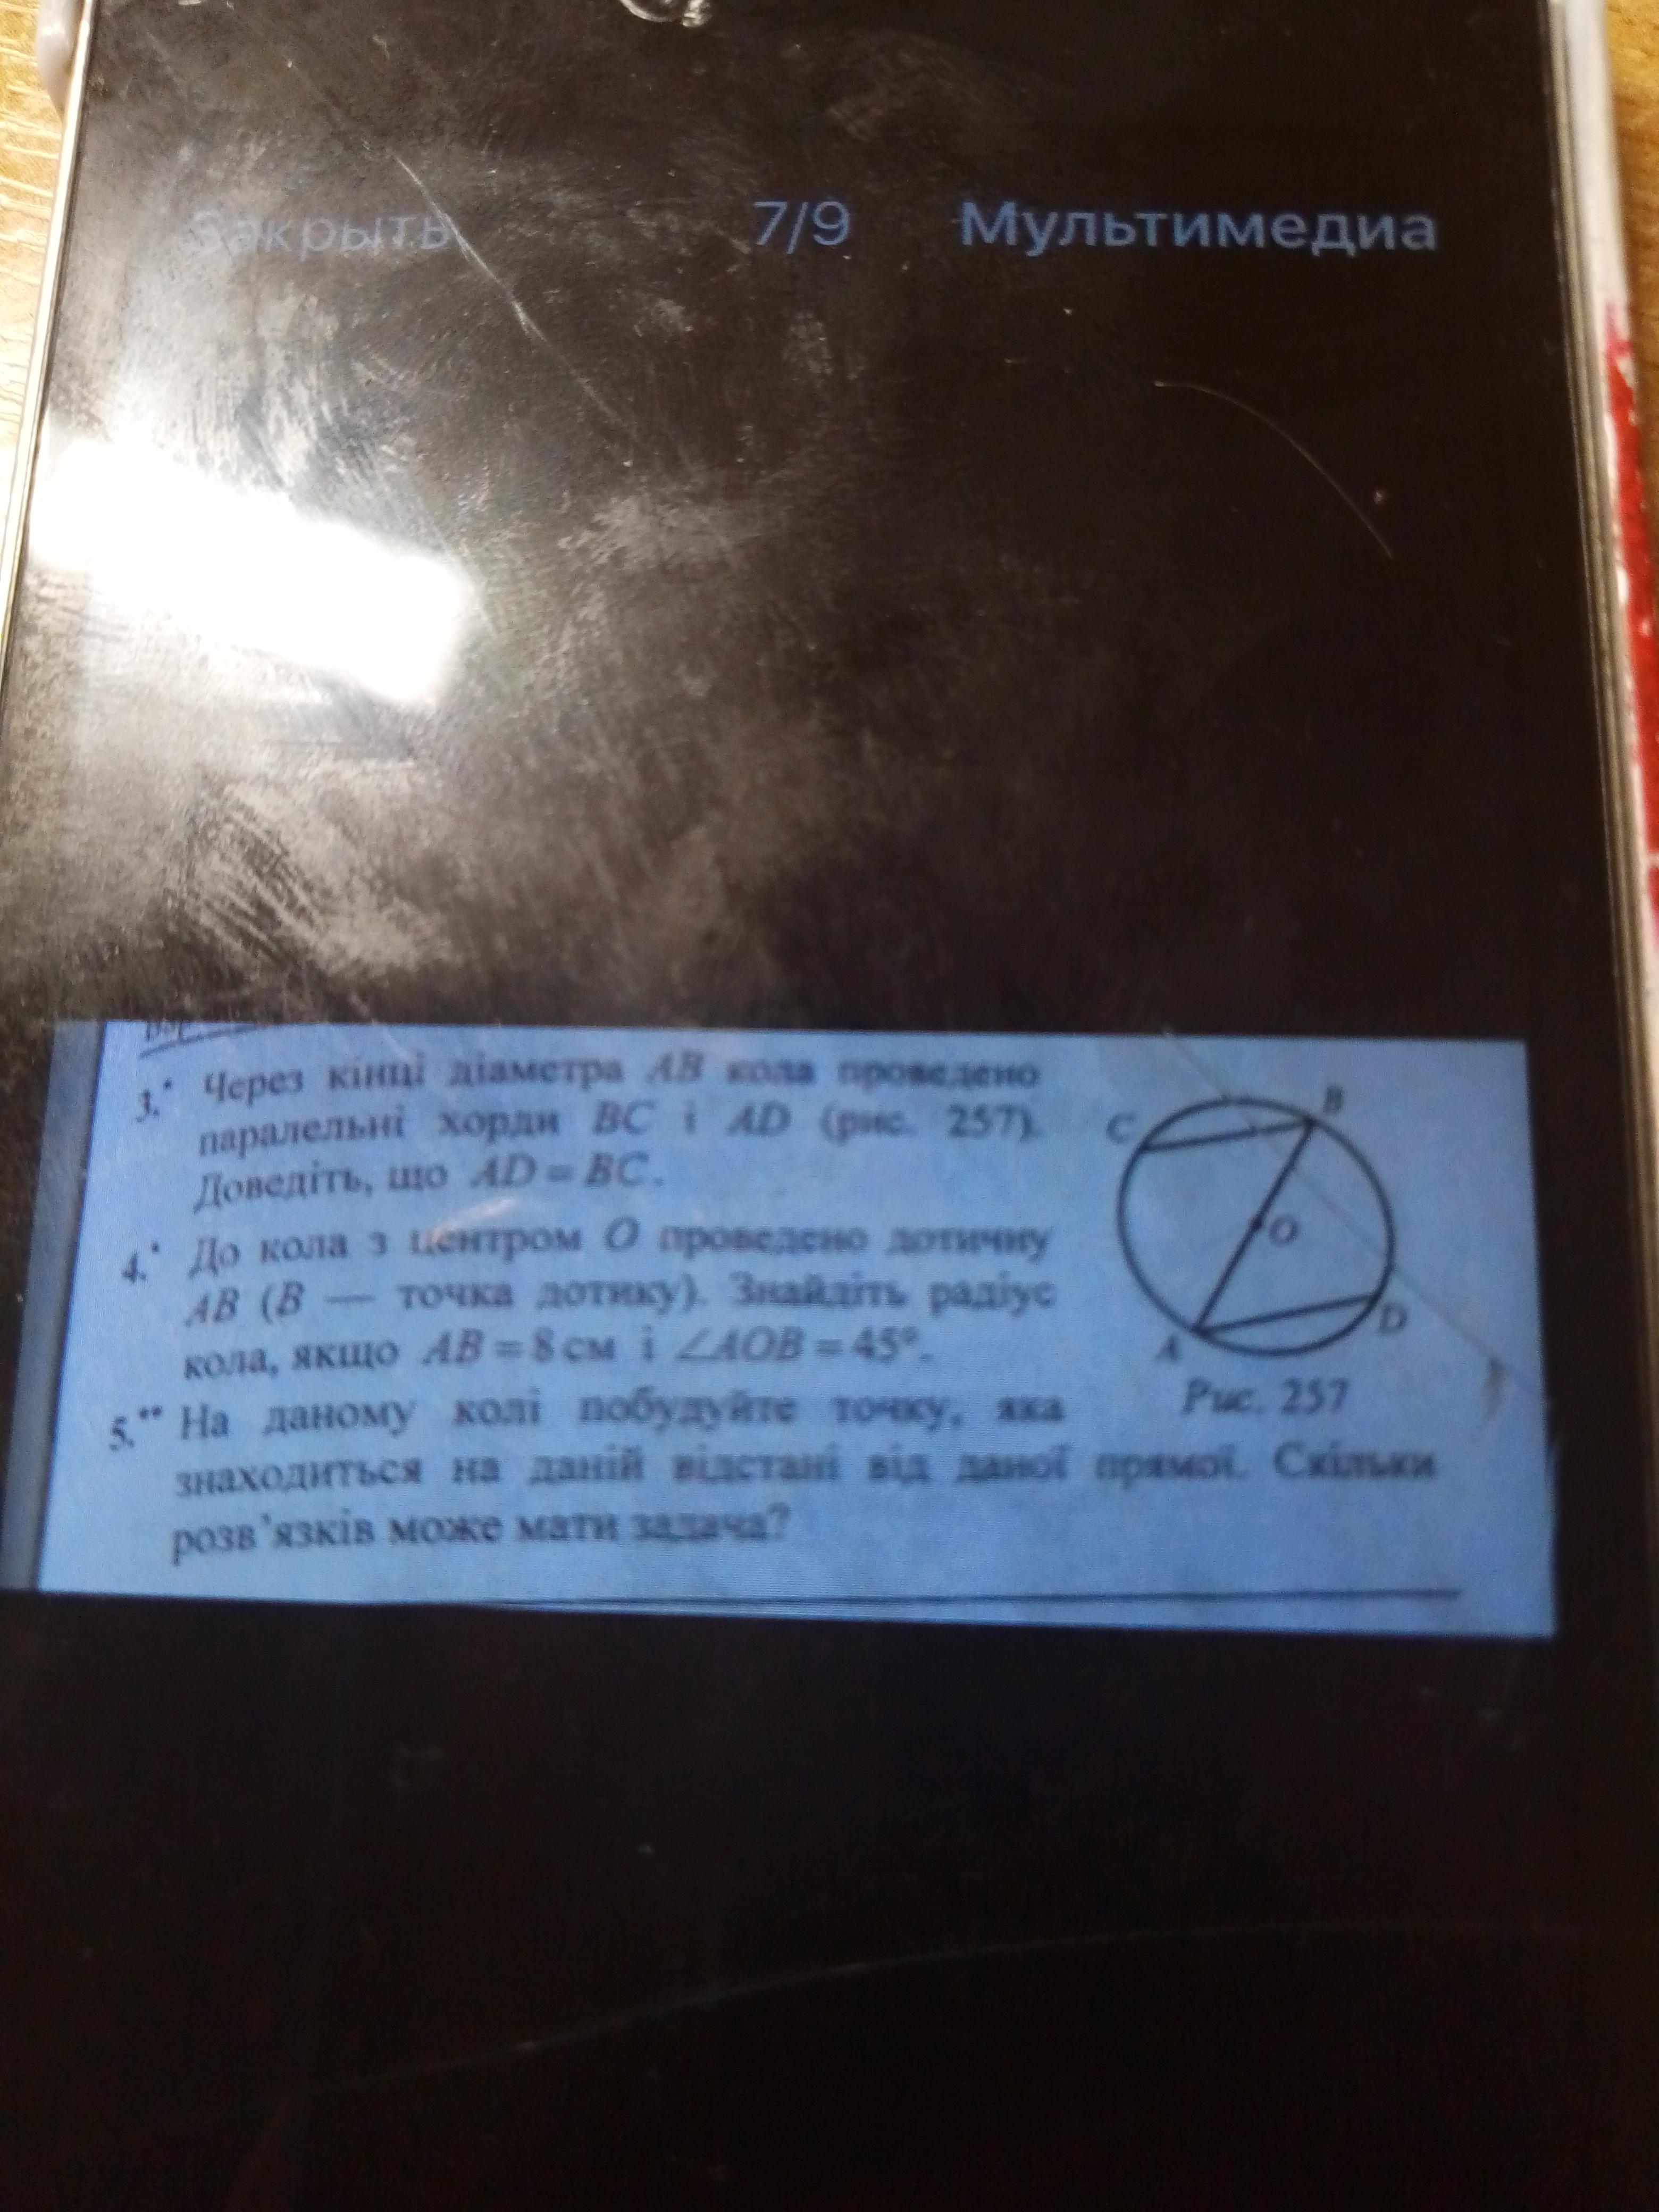 Закрыть 7/9 Мультимедиа
3.• Через кінці діаметра AB кола проведено
паралельні хорди BC і AD (рис. 257).
Доведіть, що AD = BC.
4.• До кола з центром O проведено дотичну
AB (B — точка дотику). Знайдіть радіус
кола, якщо AB = 8 см і ∠AOB = 45°.
5.•• На даному колі побудуйте точку, яка
знаходиться на даній відстані від даної прямої. Скільки
розв’язків може мати задача?
C
B
O
D
A
Рис. 257